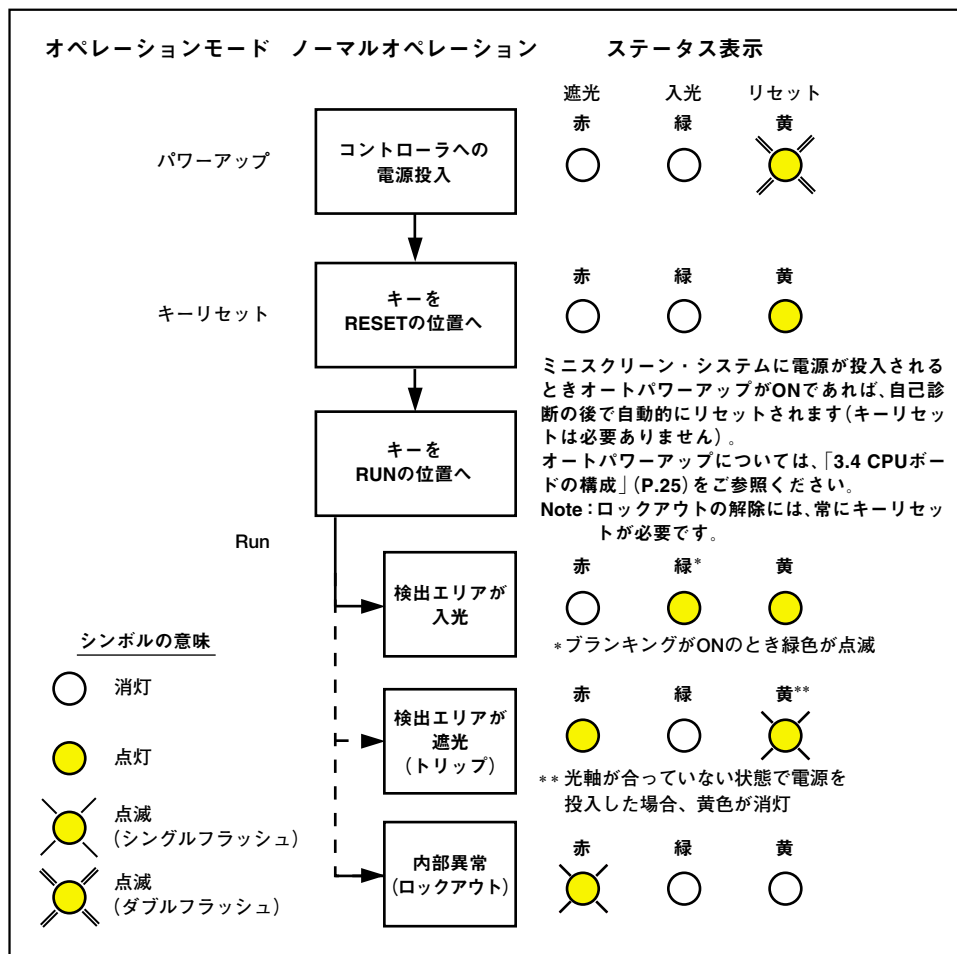 オペレーションモード ノーマルオペレーション ステータス表示
遮光 入光 リセット
赤 緑 黄
パワーアップ
コントローラへの
電源投入
赤 緑 黄
キーリセット
キーを
RESETの位置へ
ミニスクリーン・システムに電源が投入される
ときオートパワーアップがONであれば、自己診
断の後で自動的にリセットされます(キーリセッ
トは必要ありません)。
オートパワーアップについては、「3.4 CPUボー
ドの構成」(P.25)をご参照ください。
Note:ロックアウトの解除には、常にキーリセッ
トが必要です。
キーを
RUNの位置へ
Run
赤 緑* 黄
検出エリアが
入光
*ブランキングがONのとき緑色が点滅
赤 緑 黄**
検出エリアが
遮光
(トリップ)
**光軸が合っていない状態で電源を
投入した場合、黄色が消灯
赤 緑 黄
内部異常
(ロックアウト)
シンボルの意味
消灯
点灯
点滅
(シングルフラッシュ)
点滅
(ダブルフラッシュ)